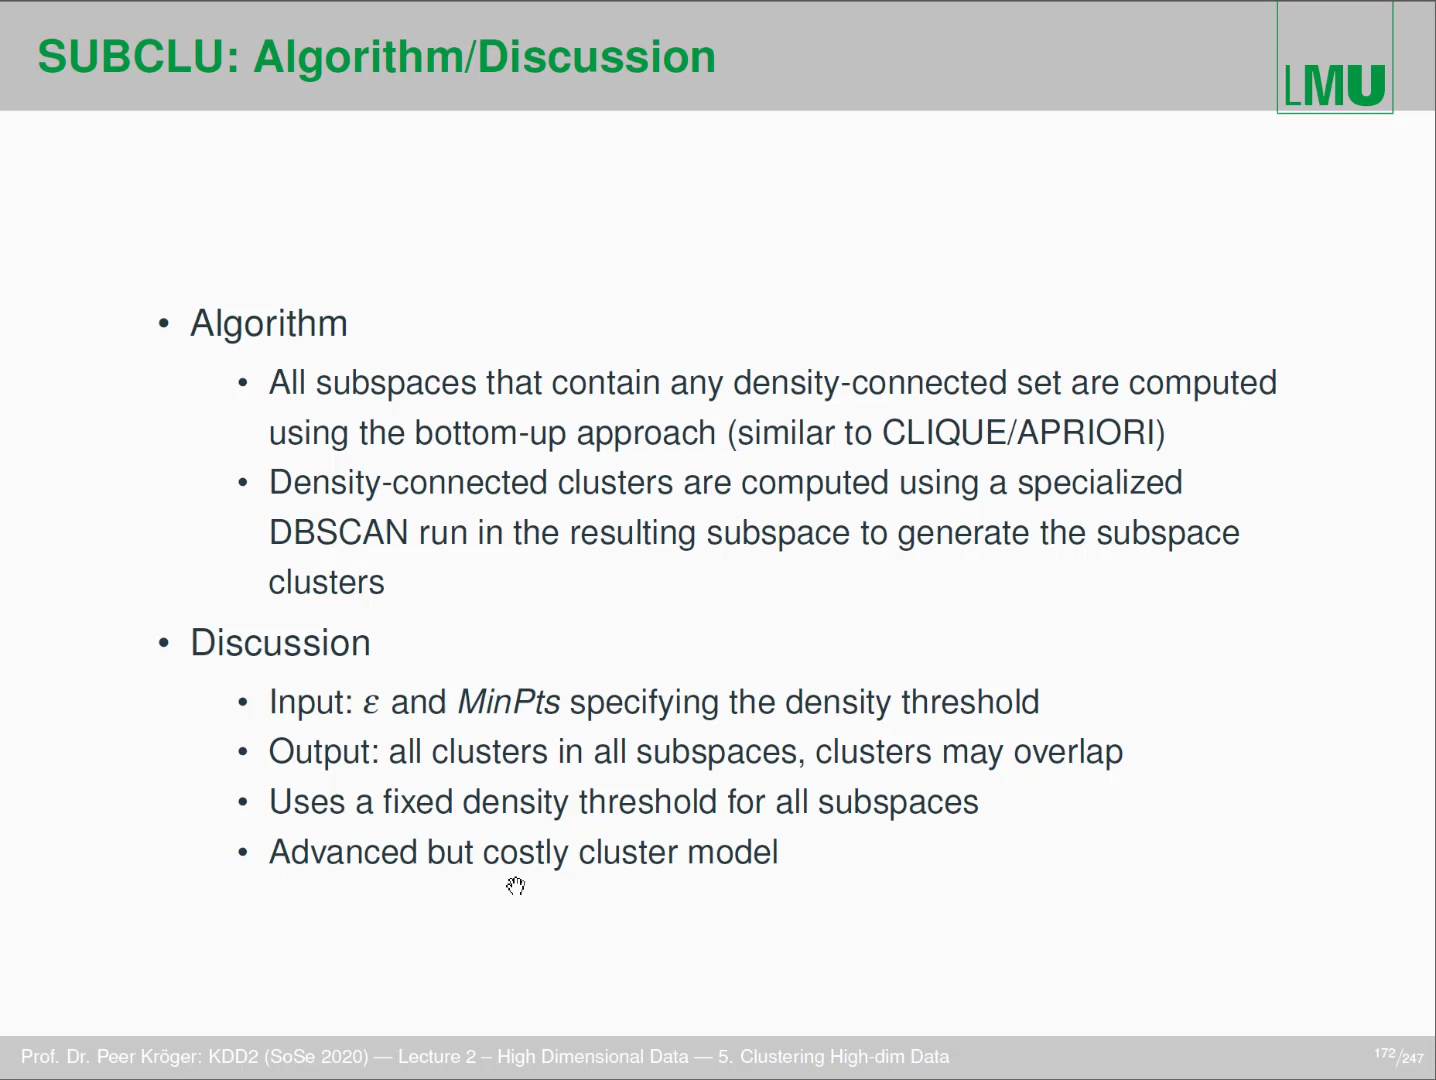 SUBCLU: Algorithm/Discussion
LMU
• Algorithm
• All subspaces that contain any density-connected set are computed
using the bottom-up approach (similar to CLIQUE/APRIORI)
• Density-connected clusters are computed using a specialized
DBSCAN run in the resulting subspace to generate the subspace
clusters
• Discussion
• Input: ε and MinPts specifying the density threshold
• Output: all clusters in all subspaces, clusters may overlap
• Uses a fixed density threshold for all subspaces
• Advanced but costly cluster model
Prof. Dr. Peer Kröger: KDD2 (SoSe 2020) — Lecture 2 – High Dimensional Data — 5. Clustering High-dim Data
172/247